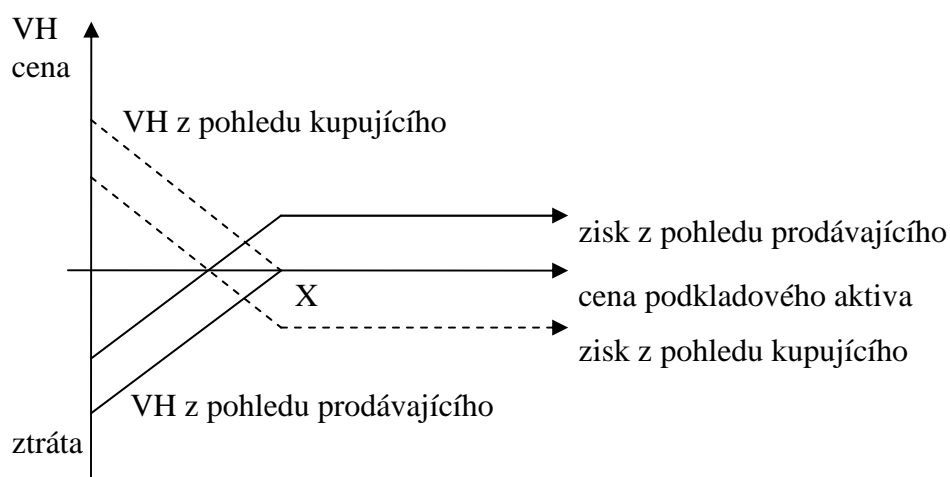 VH
cena
VH z pohledu kupujícího
zisk z pohledu prodávajícího
X
cena podkladového aktiva
zisk z pohledu kupujícího
VH z pohledu prodávajícího
ztráta